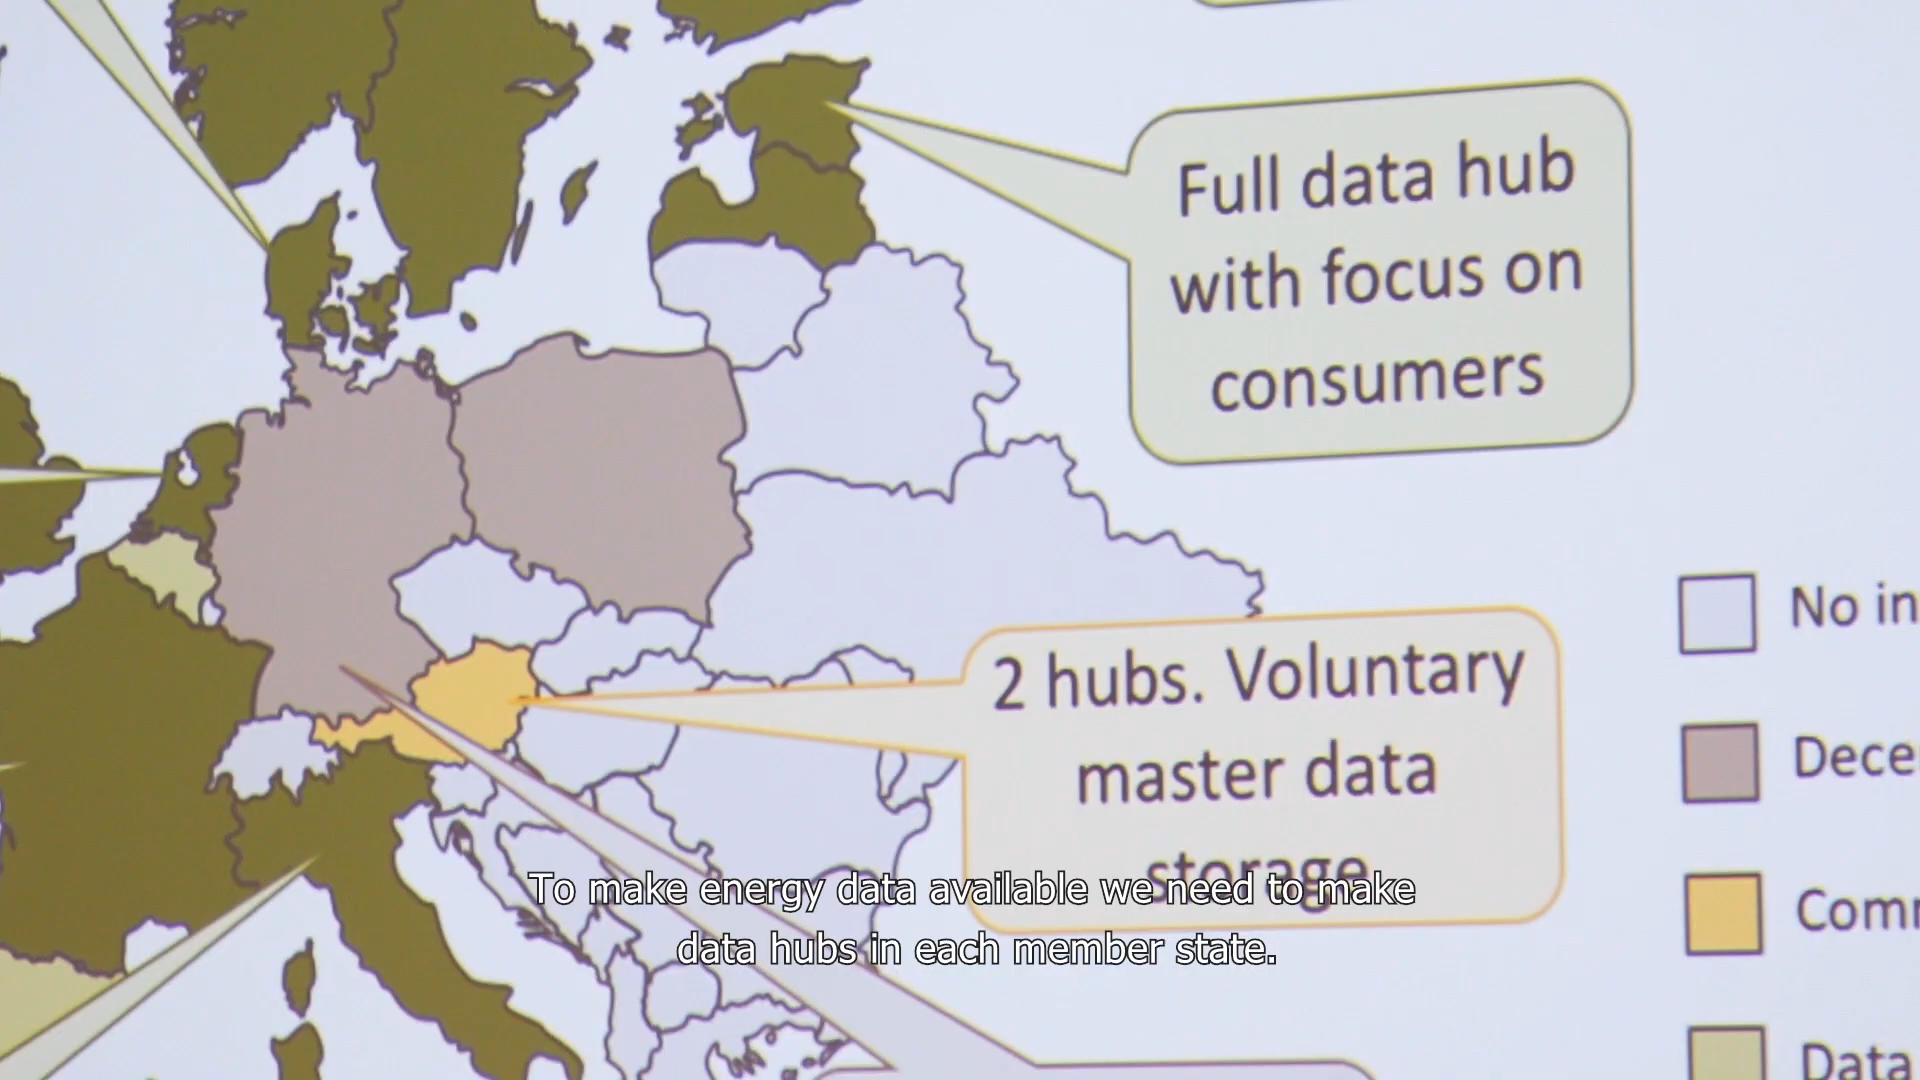 Full data hub
with focus on
consumers
2 hubs. Voluntary
master data
storage
No in
Dece
Com
Data
To make energy data available we need to make
data hubs in each member state.